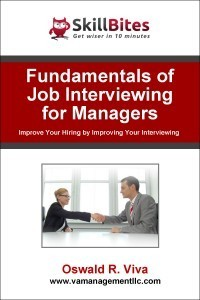 SkillBites
Get wiser in 10 minutes
Fundamentals of
Job Interviewing
for Managers
Improve Your Hiring by Improving Your Interviewing
Oswald R. Viva
www.vamanagementllc.com